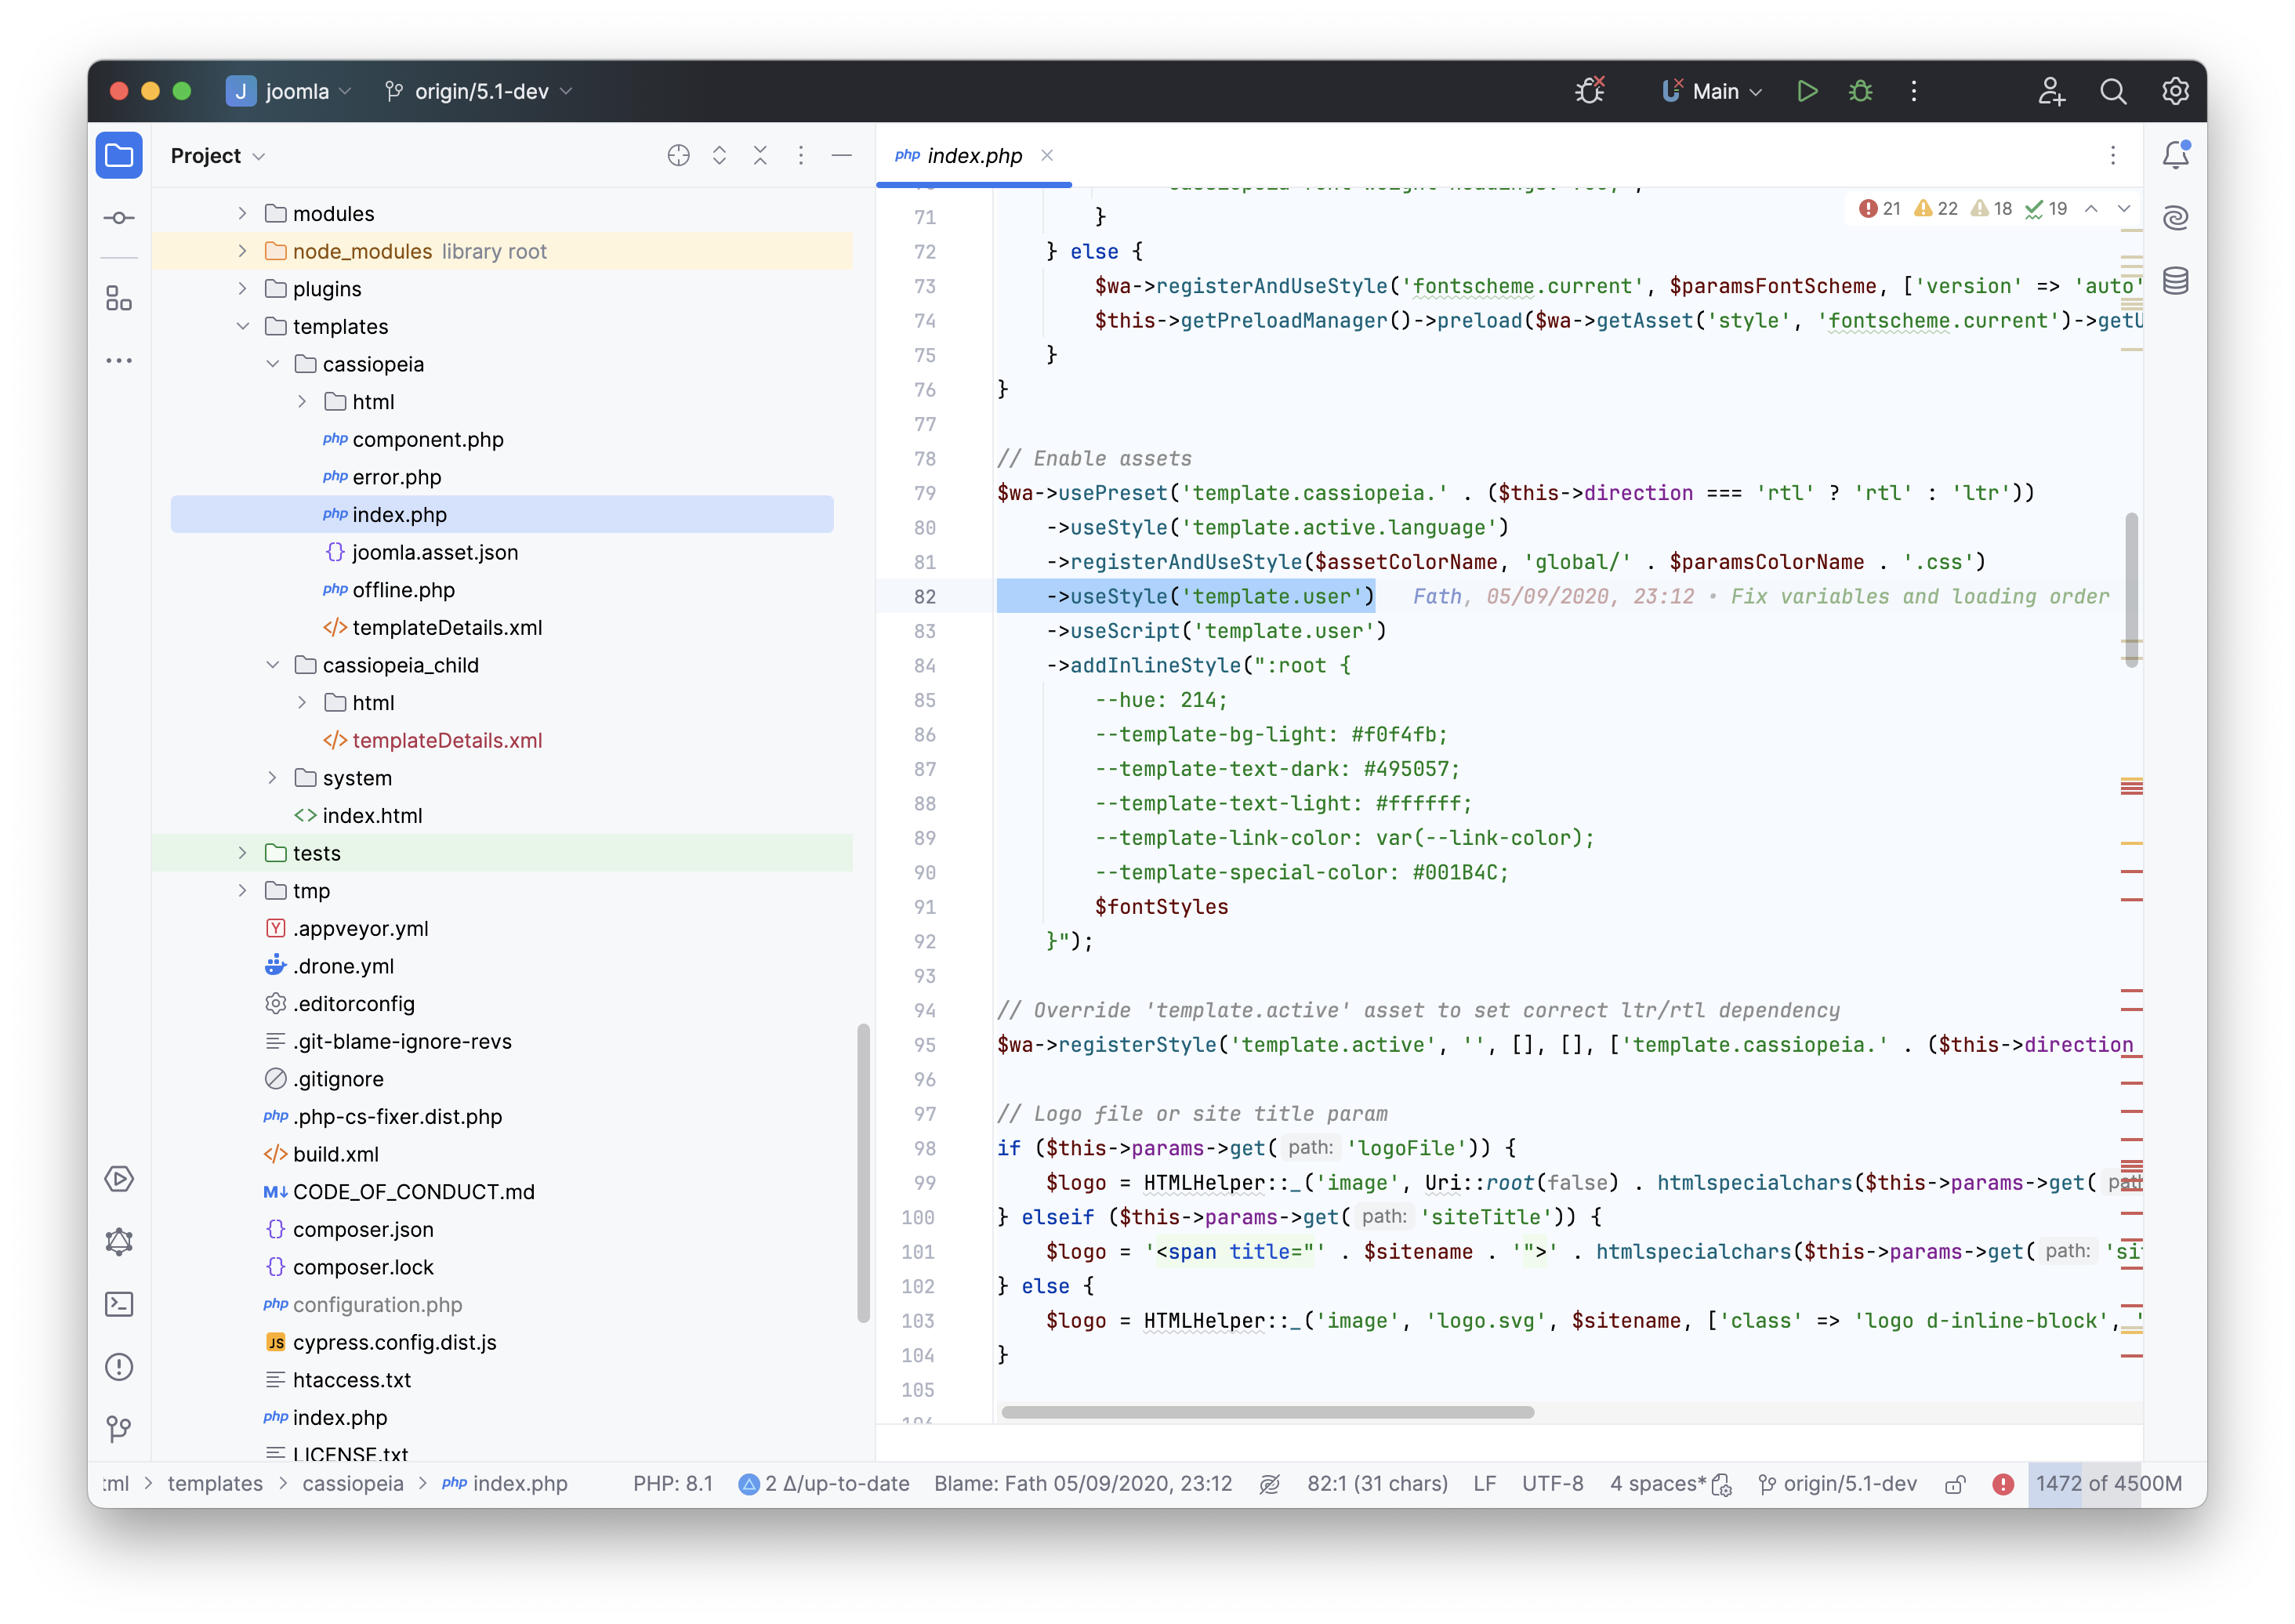 J joomla origin/5.1-dev Main
Project
modules
node_modules library root
plugins
templates
cassiopeia
html
php component.php
php error.php
php index.php
{} joomla.asset.json
php offline.php
</> templateDetails.xml
cassiopeia_child
html
</> templateDetails.xml
system
<> index.html
tests
tmp
Y .appveyor.yml
.drone.yml
.editorconfig
.git-blame-ignore-revs
.gitignore
php .php-cs-fixer.dist.php
</> build.xml
M↓ CODE_OF_CONDUCT.md
{} composer.json
{} composer.lock
php configuration.php
JS cypress.config.dist.js
htaccess.txt
php index.php
LICENSE.txt
php index.php
21 22 18 19
71 }
72 } else {
73 $wa->registerAndUseStyle('fontscheme.current', $paramsFontScheme, ['version' => 'auto'
74 $this->getPreloadManager()->preload($wa->getAsset('style', 'fontscheme.current')->getU
75 }
76 }
77
78 // Enable assets
79 $wa->usePreset('template.cassiopeia.' . ($this->direction === 'rtl' ? 'rtl' : 'ltr'))
80 ->useStyle('template.active.language')
81 ->registerAndUseStyle($assetColorName, 'global/' . $paramsColorName . '.css')
82 ->useStyle('template.user') Fath, 05/09/2020, 23:12 • Fix variables and loading order
83 ->useScript('template.user')
84 ->addInlineStyle(":root {
85 --hue: 214;
86 --template-bg-light: #f0f4fb;
87 --template-text-dark: #495057;
88 --template-text-light: #ffffff;
89 --template-link-color: var(--link-color);
90 --template-special-color: #001B4C;
91 $fontStyles
92 }");
93
94 // Override 'template.active' asset to set correct ltr/rtl dependency
95 $wa->registerStyle('template.active', '', [], [], ['template.cassiopeia.' . ($this->direction
96
97 // Logo file or site title param
98 if ($this->params->get( path: 'logoFile')) {
99 $logo = HTMLHelper::_('image', Uri::root(false) . htmlspecialchars($this->params->get(
100 } elseif ($this->params->get( path: 'siteTitle')) {
101 $logo = '<span title="' . $sitename . '">' . htmlspecialchars($this->params->get( path: 'si
102 } else {
103 $logo = HTMLHelper::_('image', 'logo.svg', $sitename, ['class' => 'logo d-inline-block', '
104 }
105
tml > templates > cassiopeia > php index.php PHP: 8.1 2 Δ/up-to-date Blame: Fath 05/09/2020, 23:12 82:1 (31 chars) LF UTF-8 4 spaces* origin/5.1-dev 1472 of 4500M